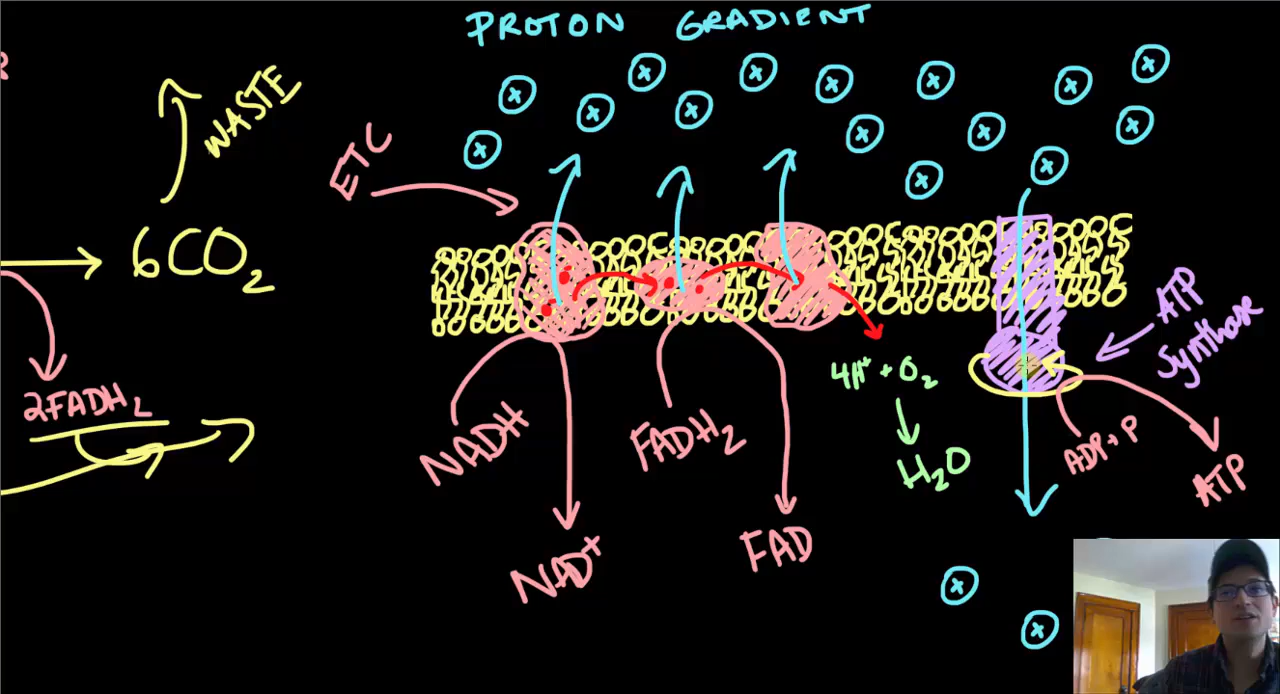 PROTON GRADIENT
WASTE
6CO₂
2FADH₂
ETC
NADH
NAD⁺
FADH₂
FAD
4H⁺ + O₂
H₂O
ATP
Synthase
ADP + P
ATP